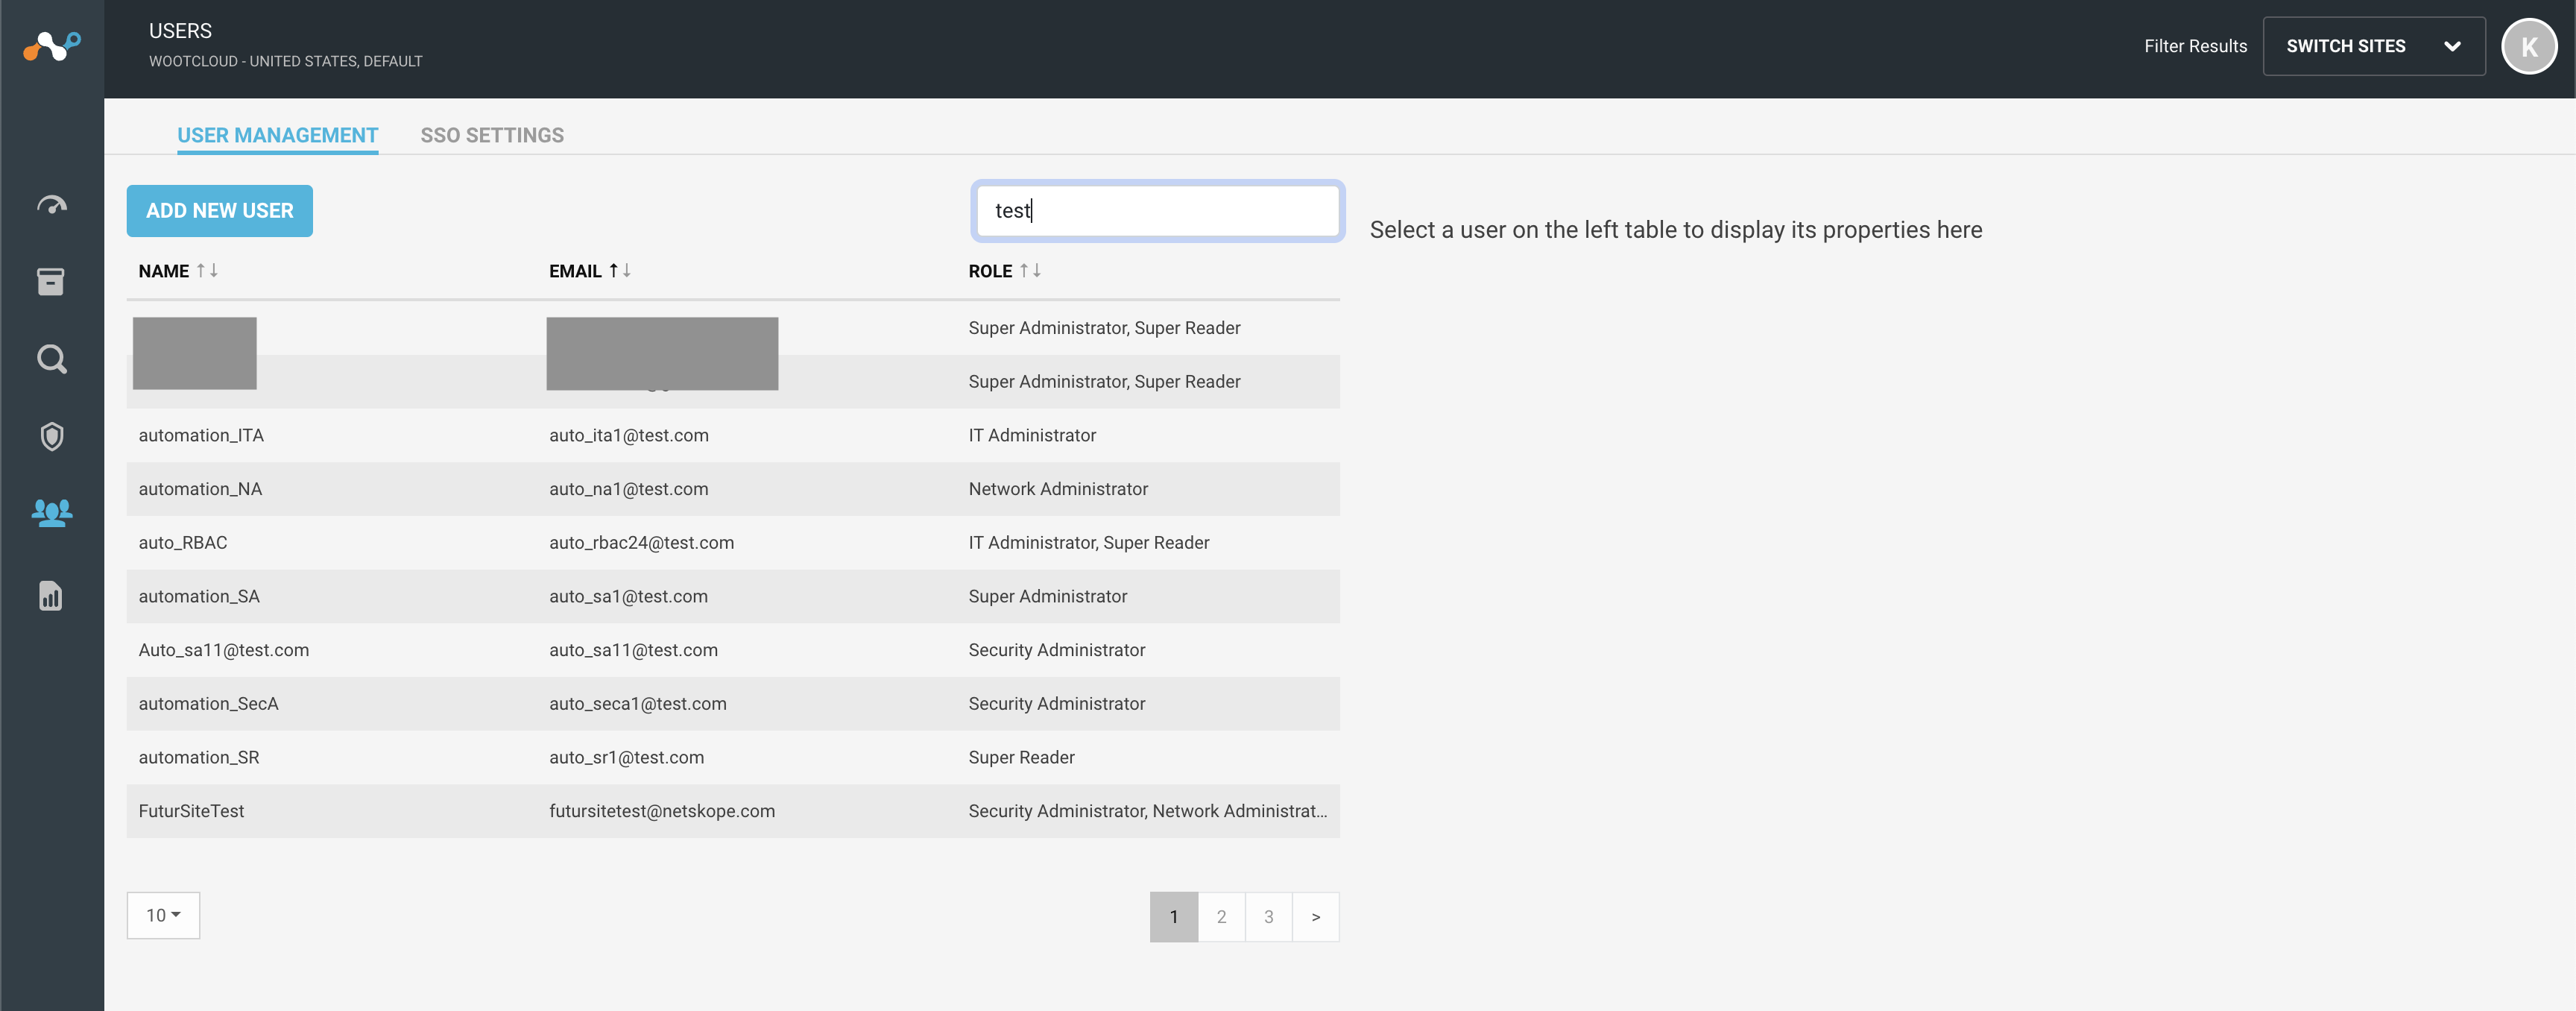 USERS
WOOTCLOUD - UNITED STATES, DEFAULT
Filter Results
SWITCH SITES
K
USER MANAGEMENT SSO SETTINGS
ADD NEW USER
test
Select a user on the left table to display its properties here
NAME EMAIL ROLE
Super Administrator, Super Reader
Super Administrator, Super Reader
automation_ITA auto_ita1@test.com IT Administrator
automation_NA auto_na1@test.com Network Administrator
auto_RBAC auto_rbac24@test.com IT Administrator, Super Reader
automation_SA auto_sa1@test.com Super Administrator
Auto_sa11@test.com auto_sa11@test.com Security Administrator
automation_SecA auto_seca1@test.com Security Administrator
automation_SR auto_sr1@test.com Super Reader
FuturSiteTest futursitetest@netskope.com Security Administrator, Network Administrat...
10
1 2 3 >